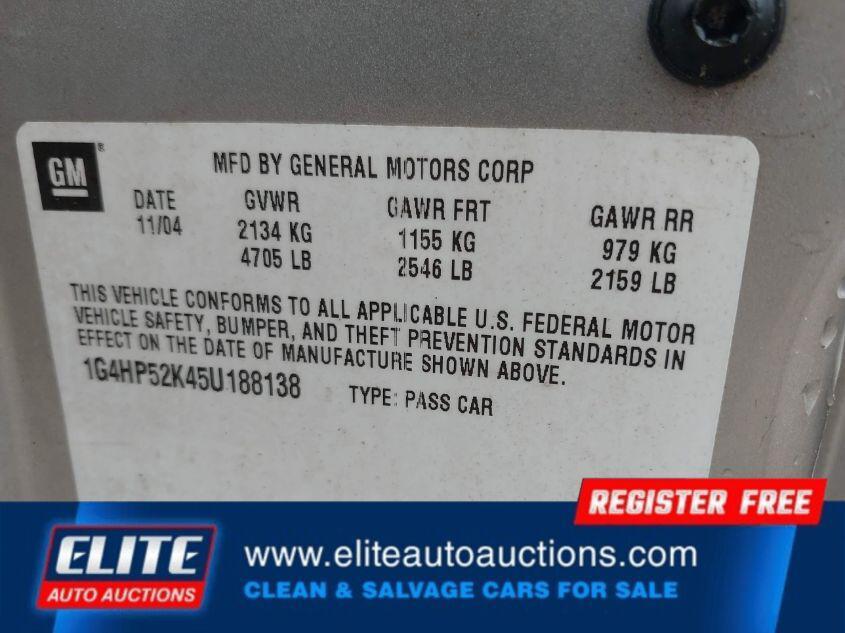 GM®
MFD BY GENERAL MOTORS CORP
DATE GVWR GAWR FRT GAWR RR
11/04 2134 KG 1155 KG 979 KG
4705 LB 2546 LB 2159 LB
THIS VEHICLE CONFORMS TO ALL APPLICABLE U.S. FEDERAL MOTOR
VEHICLE SAFETY, BUMPER, AND THEFT PREVENTION STANDARDS IN
EFFECT ON THE DATE OF MANUFACTURE SHOWN ABOVE.
1G4HP52K45U188138 TYPE: PASS CAR
REGISTER FREE
ELITE
AUTO AUCTIONS
www.eliteautoauctions.com
CLEAN & SALVAGE CARS FOR SALE